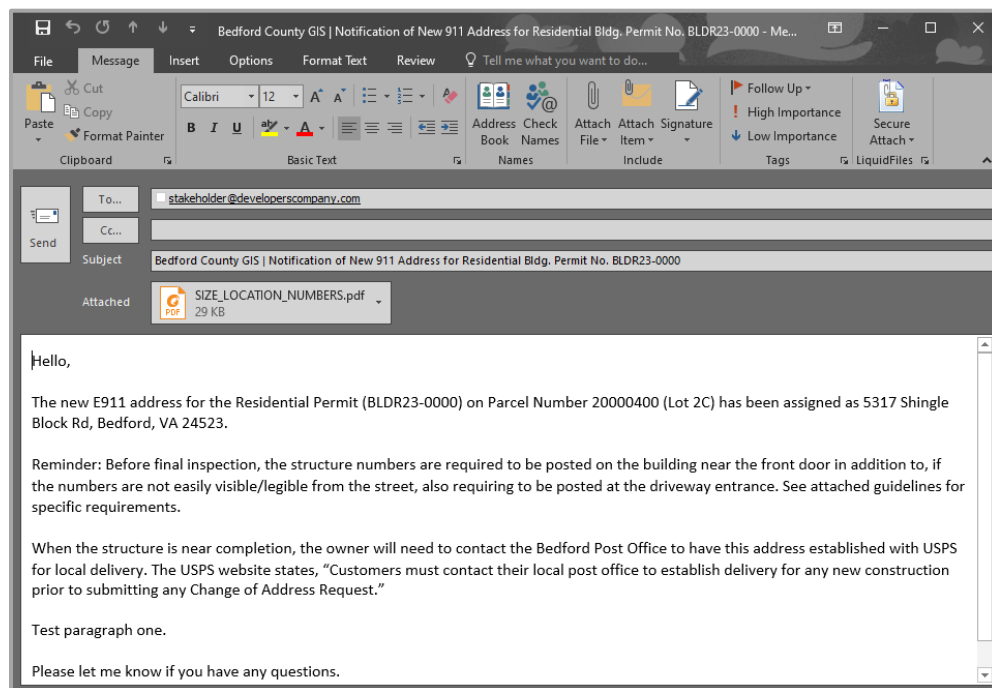 Bedford County GIS | Notification of New 911 Address for Residential Bldg. Permit No. BLDR23-0000 - Me...
File Message Insert Options Format Text Review Tell me what you want to do...
Paste
Cut
Copy
Format Painter
Clipboard
Calibri 12 A A
B I U ab A
Basic Text
Address Book
Check Names
Names
Attach File
Attach Item
Signature
Include
Follow Up
High Importance
Low Importance
Tags
Secure Attach
LiquidFiles
Send
To... stakeholder@developerscompany.com
Cc...
Subject Bedford County GIS | Notification of New 911 Address for Residential Bldg. Permit No. BLDR23-0000
Attached PDF SIZE_LOCATION_NUMBERS.pdf
29 KB
Hello,
The new E911 address for the Residential Permit (BLDR23-0000) on Parcel Number 20000400 (Lot 2C) has been assigned as 5317 Shingle
Block Rd, Bedford, VA 24523.
Reminder: Before final inspection, the structure numbers are required to be posted on the building near the front door in addition to, if
the numbers are not easily visible/legible from the street, also requiring to be posted at the driveway entrance. See attached guidelines for
specific requirements.
When the structure is near completion, the owner will need to contact the Bedford Post Office to have this address established with USPS
for local delivery. The USPS website states, “Customers must contact their local post office to establish delivery for any new construction
prior to submitting any Change of Address Request.”
Test paragraph one.
Please let me know if you have any questions.